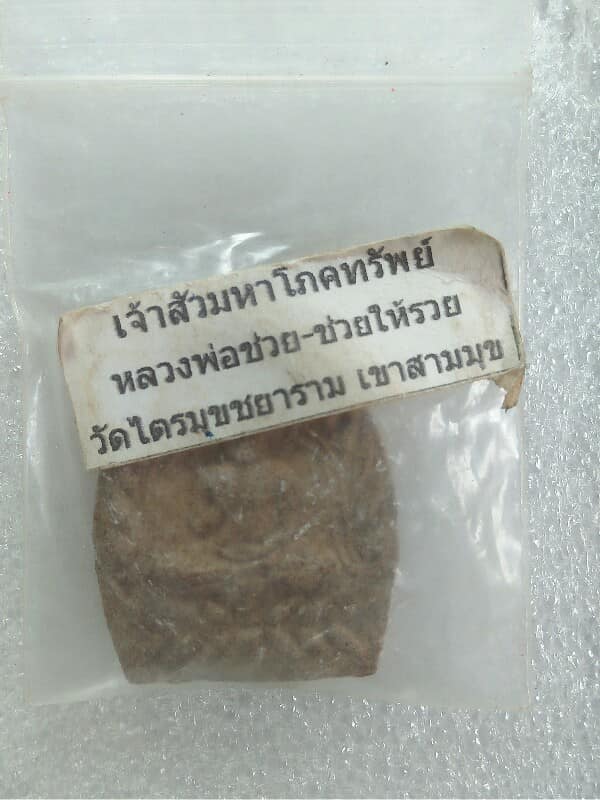 เจ้าสัวมหาโภคทรัพย์
หลวงพ่อช่วย-ช่วยให้รวย
วัดไตรมุขชยาราม เขาสามมุข